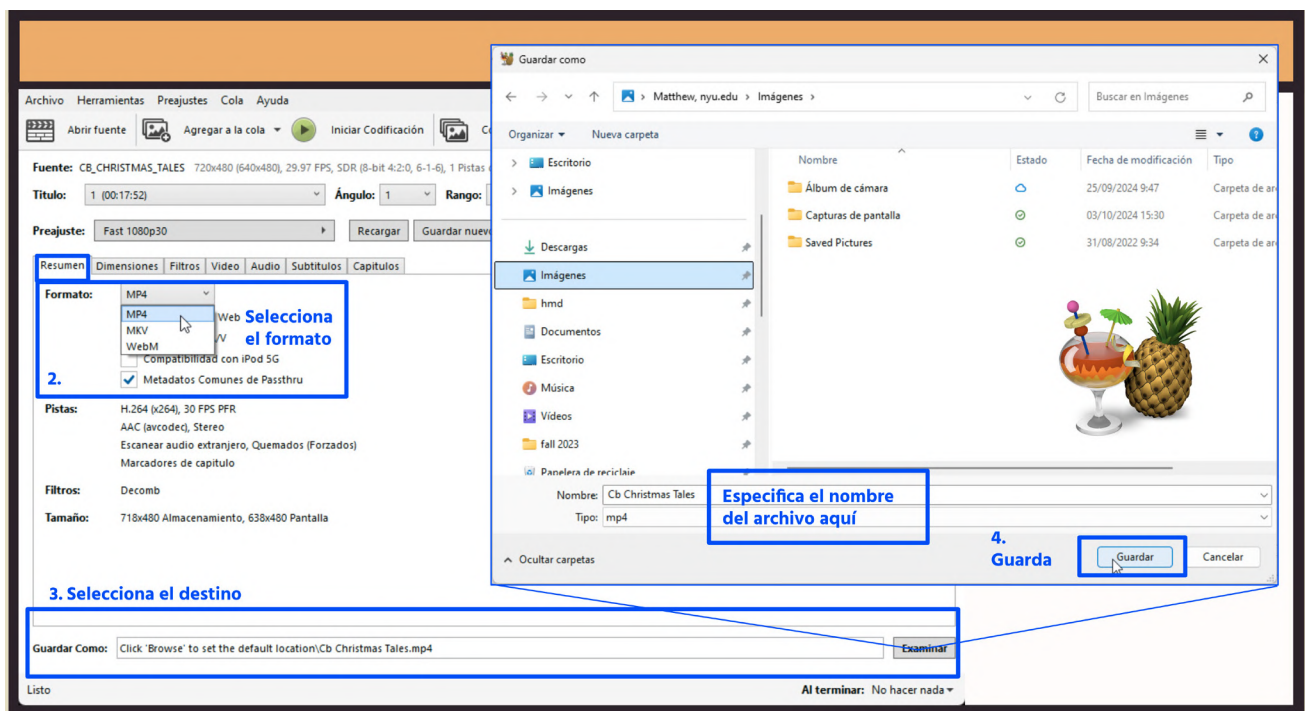 Archivo Herramientas Preajustes Cola Ayuda
Abrir fuente Agregar a la cola Iniciar Codificación
Fuente: CB_CHRISTMAS_TALES 720x480 (640x480), 29.97 FPS, SDR (8-bit 4:2:0, 6-1-6), 1 Pistas
Titulo: 1 (00:17:52) Ángulo: 1 Rango:
Preajuste: Fast 1080p30 Recargar Guardar
Resumen Dimensiones Filtros Video Audio Subtitulos Capitulos
Formato: MP4
MP4
MKV
WebM
Web
Compatibilidad con iPod 5G
Metadatos Comunes de Passthru
Selecciona
el formato
2.
Pistas: H.264 (x264), 30 FPS PFR
AAC (avcodec), Stereo
Escanear audio extranjero, Quemados (Forzados)
Marcadores de capitulo
Filtros: Decomb
Tamaño: 718x480 Almacenamiento, 638x480 Pantalla
3. Selecciona el destino
Guardar Como: Click 'Browse' to set the default location\Cb Christmas Tales.mp4 Examinar
Listo Al terminar: No hacer nada
Guardar como
Matthew, nyu.edu > Imágenes > Buscar en Imágenes
Organizar Nueva carpeta
Escritorio
Imágenes
Descargas
Imágenes
hmd
Documentos
Escritorio
Música
Vídeos
fall 2023
Papelera de reciclaje
Nombre Estado Fecha de modificación Tipo
Álbum de cámara 25/09/2024 9:47 Carpeta de
Capturas de pantalla 03/10/2024 15:30 Carpeta de
Saved Pictures 31/08/2022 9:34 Carpeta de
Nombre: Cb Christmas Tales
Tipo: mp4
Especifica el nombre
del archivo aquí
Ocultar carpetas
4.
Guarda
Guardar Cancelar